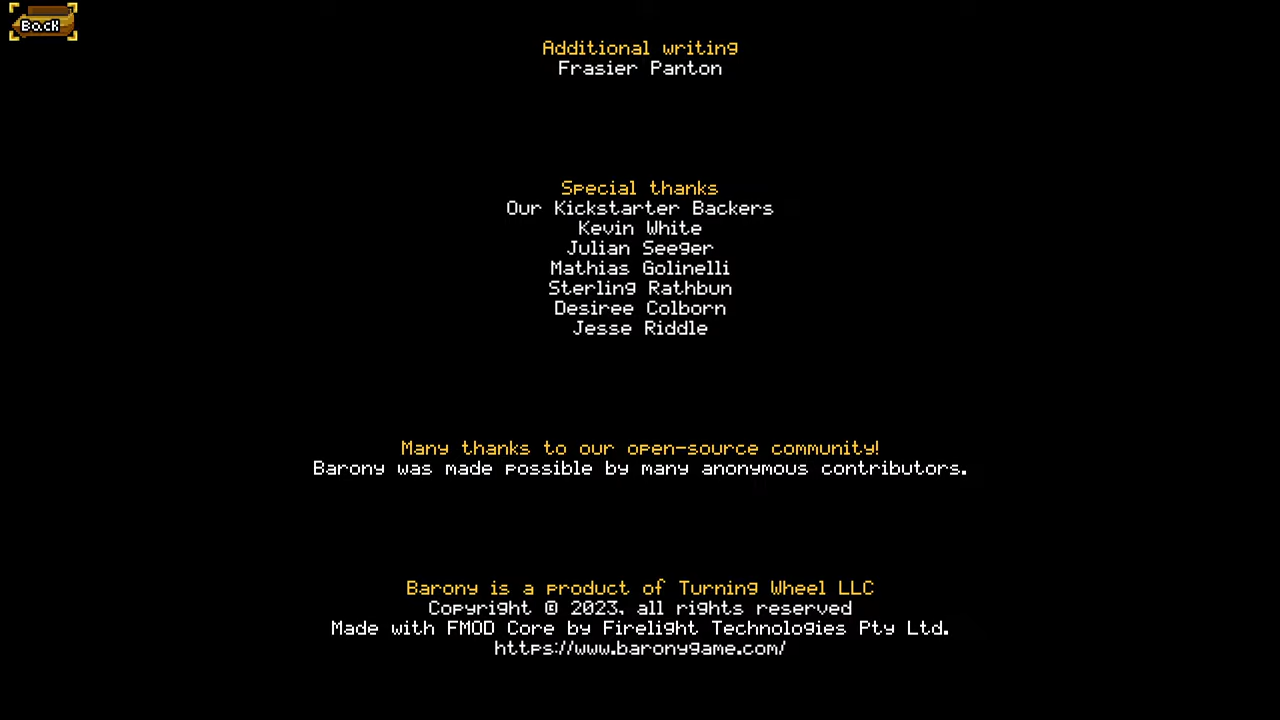 Back
Additional writing
Frasier Panton
Special thanks
Our Kickstarter Backers
Kevin White
Julian Seeger
Mathias Golinelli
Sterling Rathbun
Desiree Colborn
Jesse Riddle
Many thanks to our open-source community!
Barony was made possible by many anonymous contributors.
Barony is a product of Turning Wheel LLC
Copyright © 2023, all rights reserved
Made with FMOD Core by Firelight Technologies Pty Ltd.
https://www.baronygame.com/